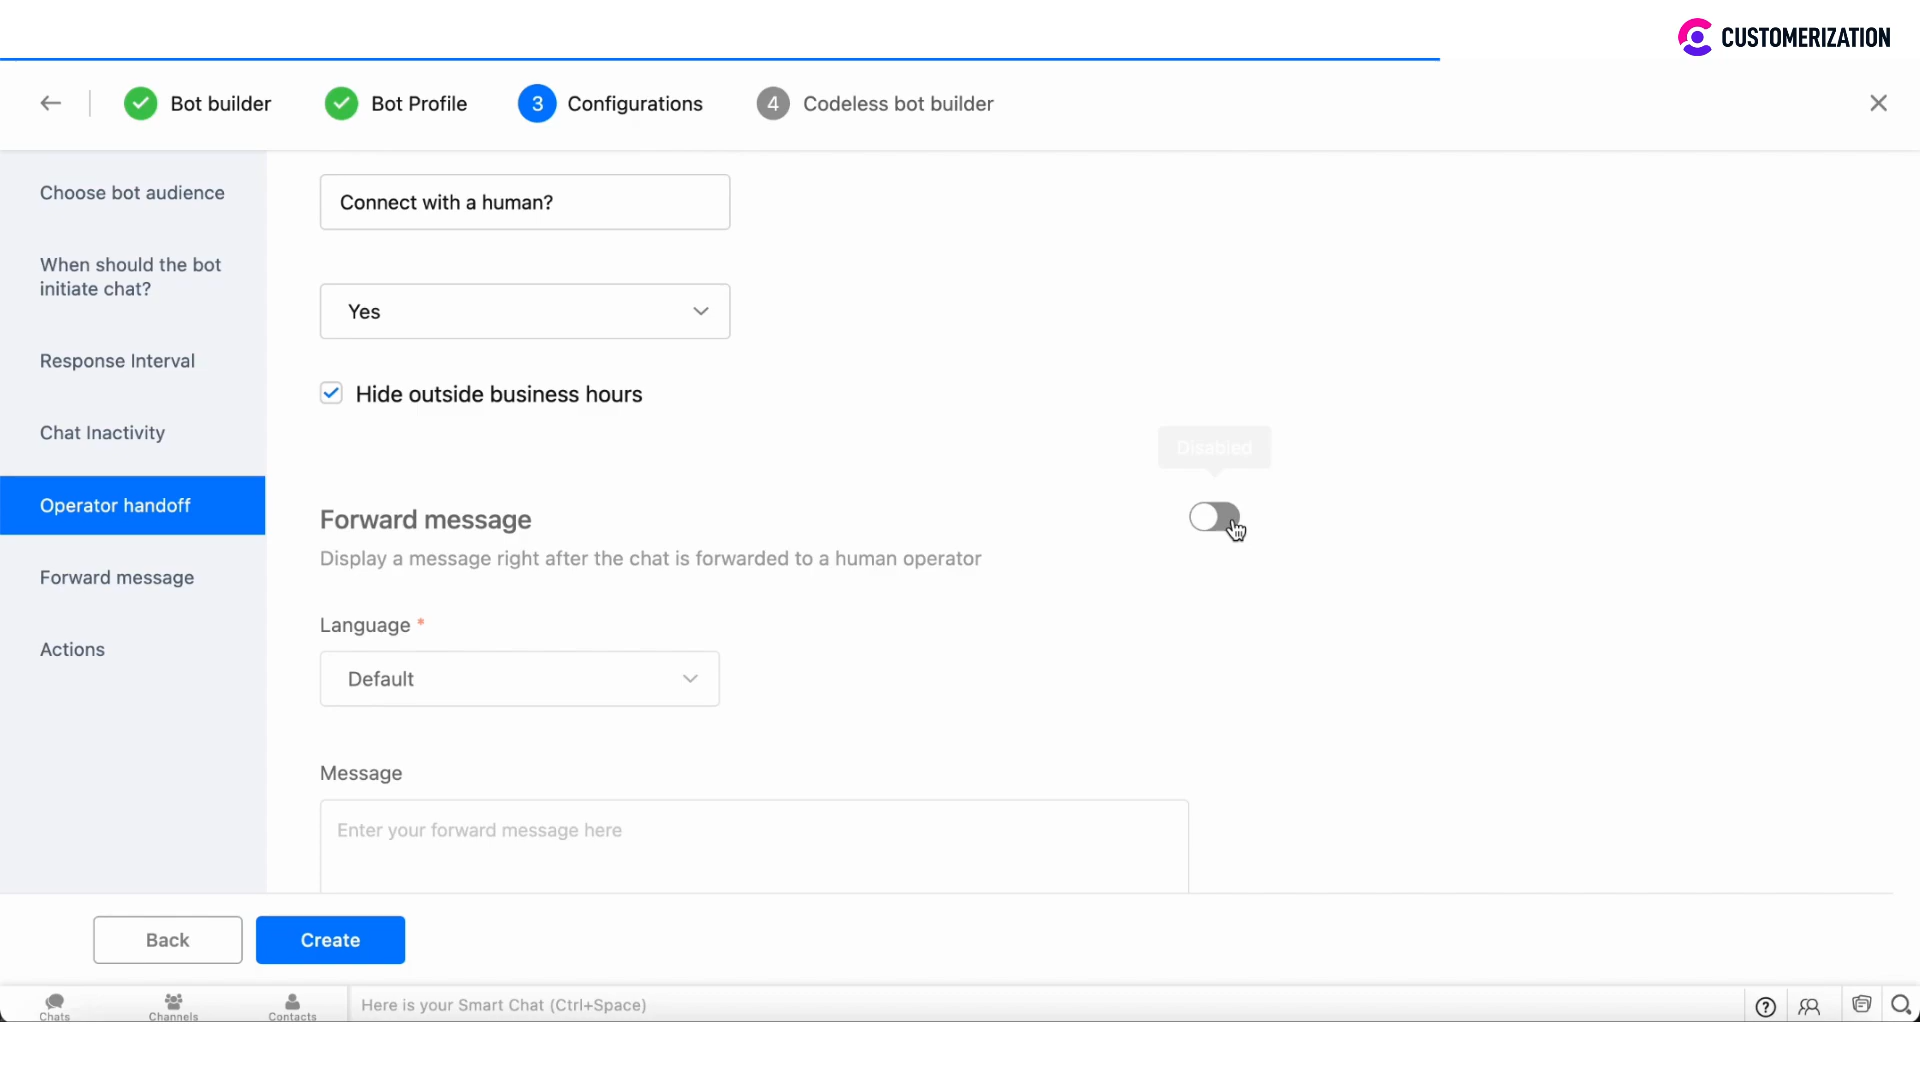 CUSTOMERIZATION
Bot builder
Bot Profile
3 Configurations
4 Codeless bot builder
Choose bot audience
When should the bot
initiate chat?
Response Interval
Chat Inactivity
Operator handoff
Forward message
Actions
Connect with a human?
Yes
Hide outside business hours
Disabled
Forward message
Display a message right after the chat is forwarded to a human operator
Language *
Default
Message
Enter your forward message here
Back
Create
Chats
Channels
Contacts
Here is your Smart Chat (Ctrl+Space)